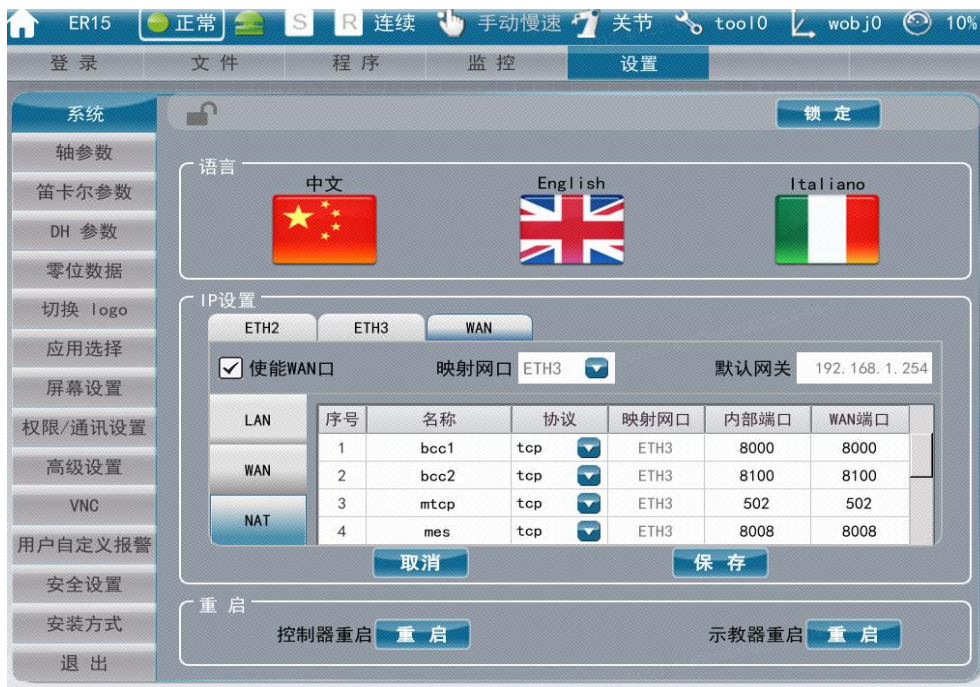 ER15 正常 S R 连续 手动慢速 关节 tool0 wobj0 10%
登 录 文 件 程 序 监 控 设置
系统 锁 定
轴参数
笛卡尔参数
DH 参数
零位数据
切换 logo
应用选择
屏幕设置
权限/通讯设置
高级设置
VNC
用户自定义报警
安全设置
安装方式
退 出
语言
中文 English Italiano
IP设置
ETH2 ETH3 WAN
使能WAN口 映射网口 ETH3 默认网关 192.168.1.254
LAN
WAN
NAT
序号 名称 协议 映射网口 内部端口 WAN端口
1 bcc1 tcp ETH3 8000 8000
2 bcc2 tcp ETH3 8100 8100
3 mtcp tcp ETH3 502 502
4 mes tcp ETH3 8008 8008
取消 保 存
重 启
控制器重启 重 启 示教器重启 重 启